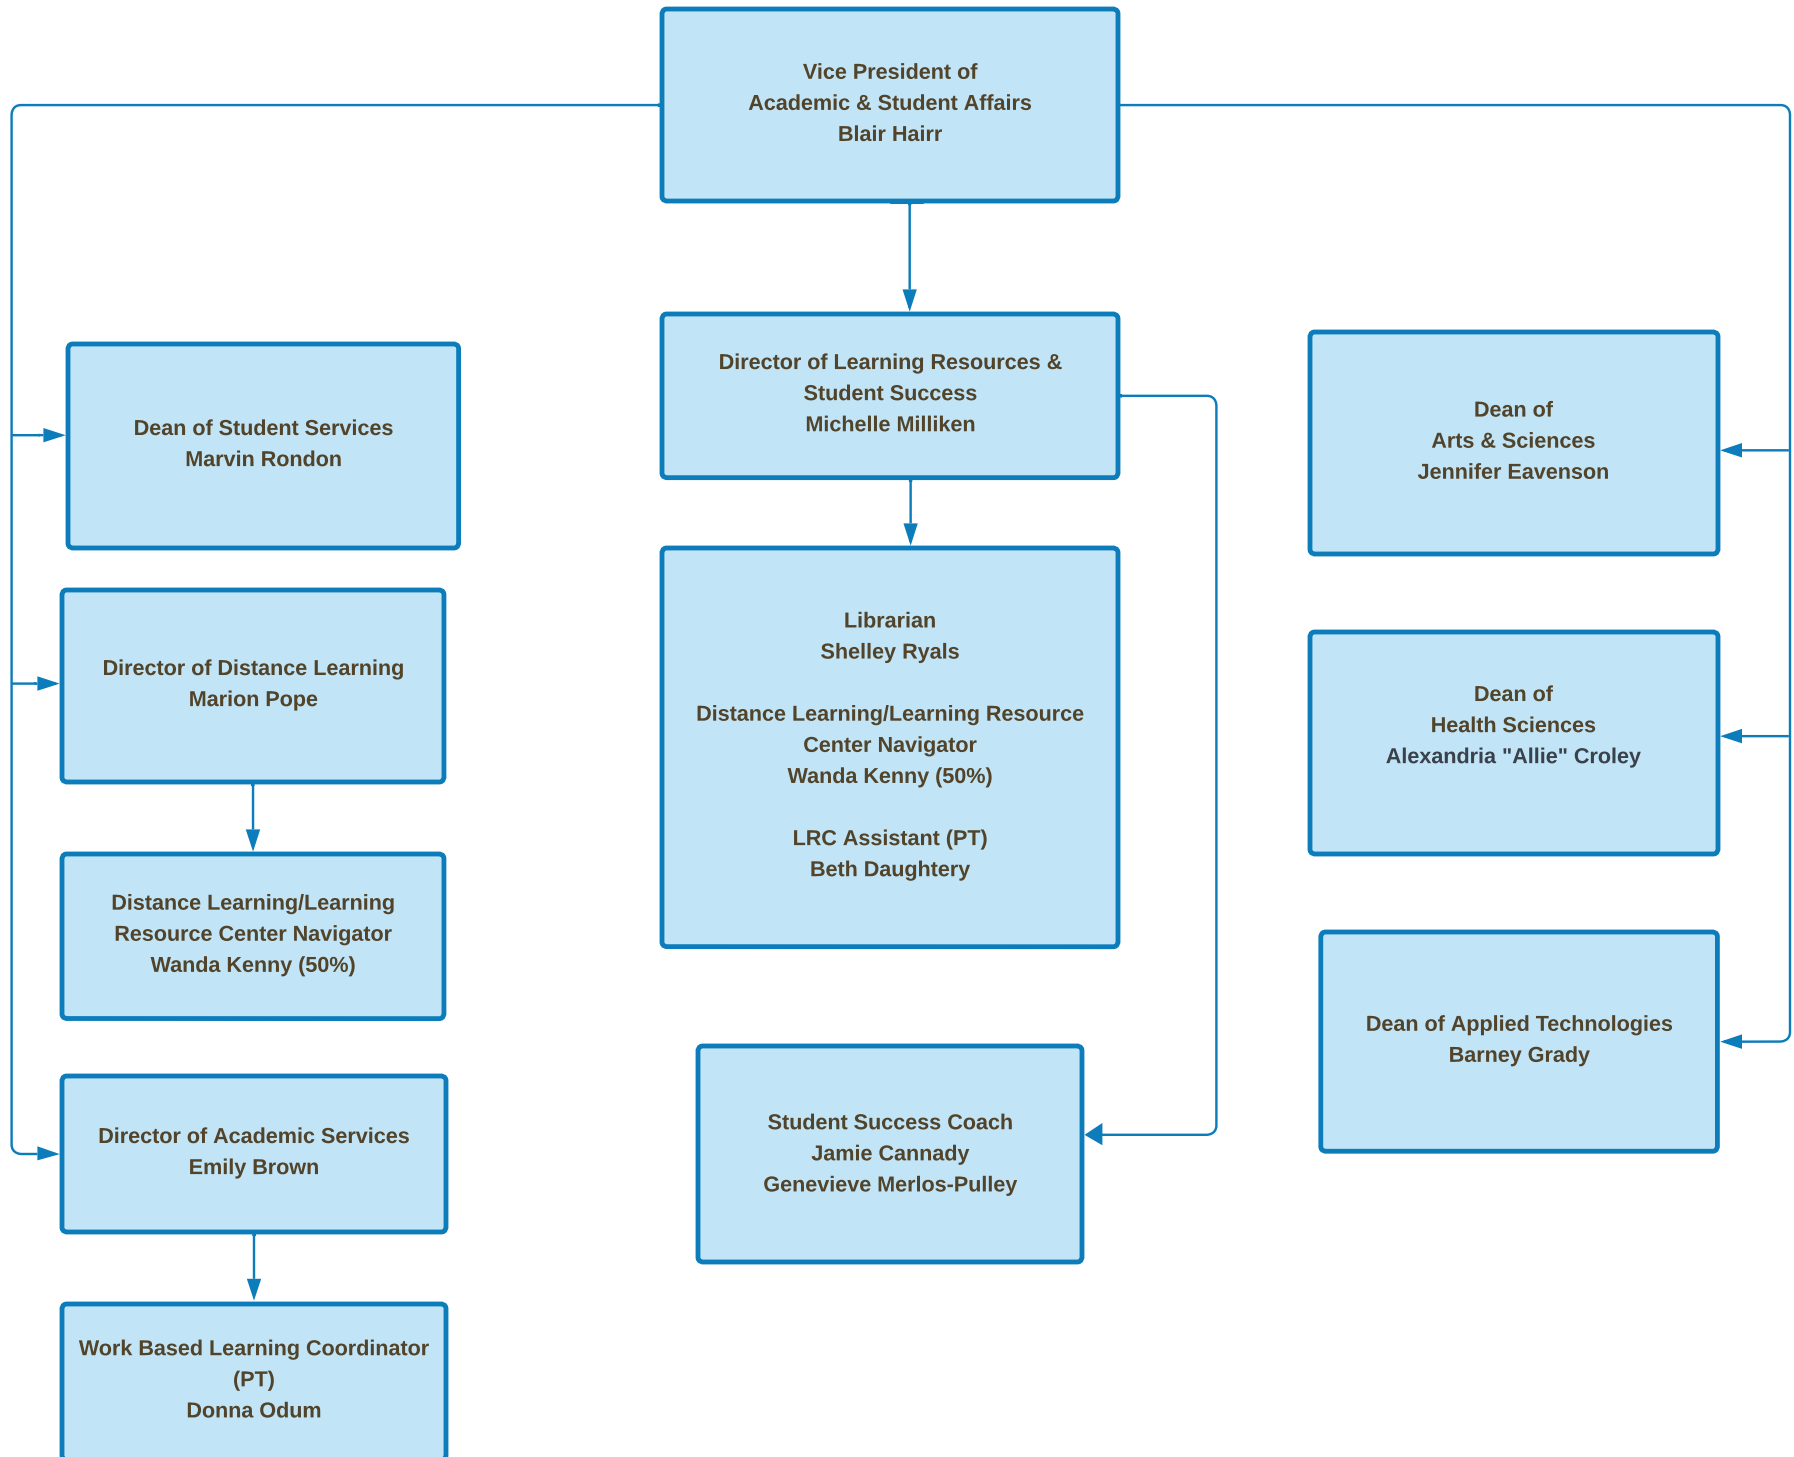 Vice President of
Academic & Student Affairs
Blair Hairr
Dean of Student Services
Marvin Rondon
Director of Distance Learning
Marion Pope
Distance Learning/Learning
Resource Center Navigator
Wanda Kenny (50%)
Director of Academic Services
Emily Brown
Work Based Learning Coordinator
(PT)
Donna Odum
Director of Learning Resources &
Student Success
Michelle Milliken
Librarian
Shelley Ryals
Distance Learning/Learning Resource
Center Navigator
Wanda Kenny (50%)
LRC Assistant (PT)
Beth Daughtery
Student Success Coach
Jamie Cannady
Genevieve Merlos-Pulley
Dean of
Arts & Sciences
Jennifer Eavenson
Dean of
Health Sciences
Alexandria "Allie" Croley
Dean of Applied Technologies
Barney Grady